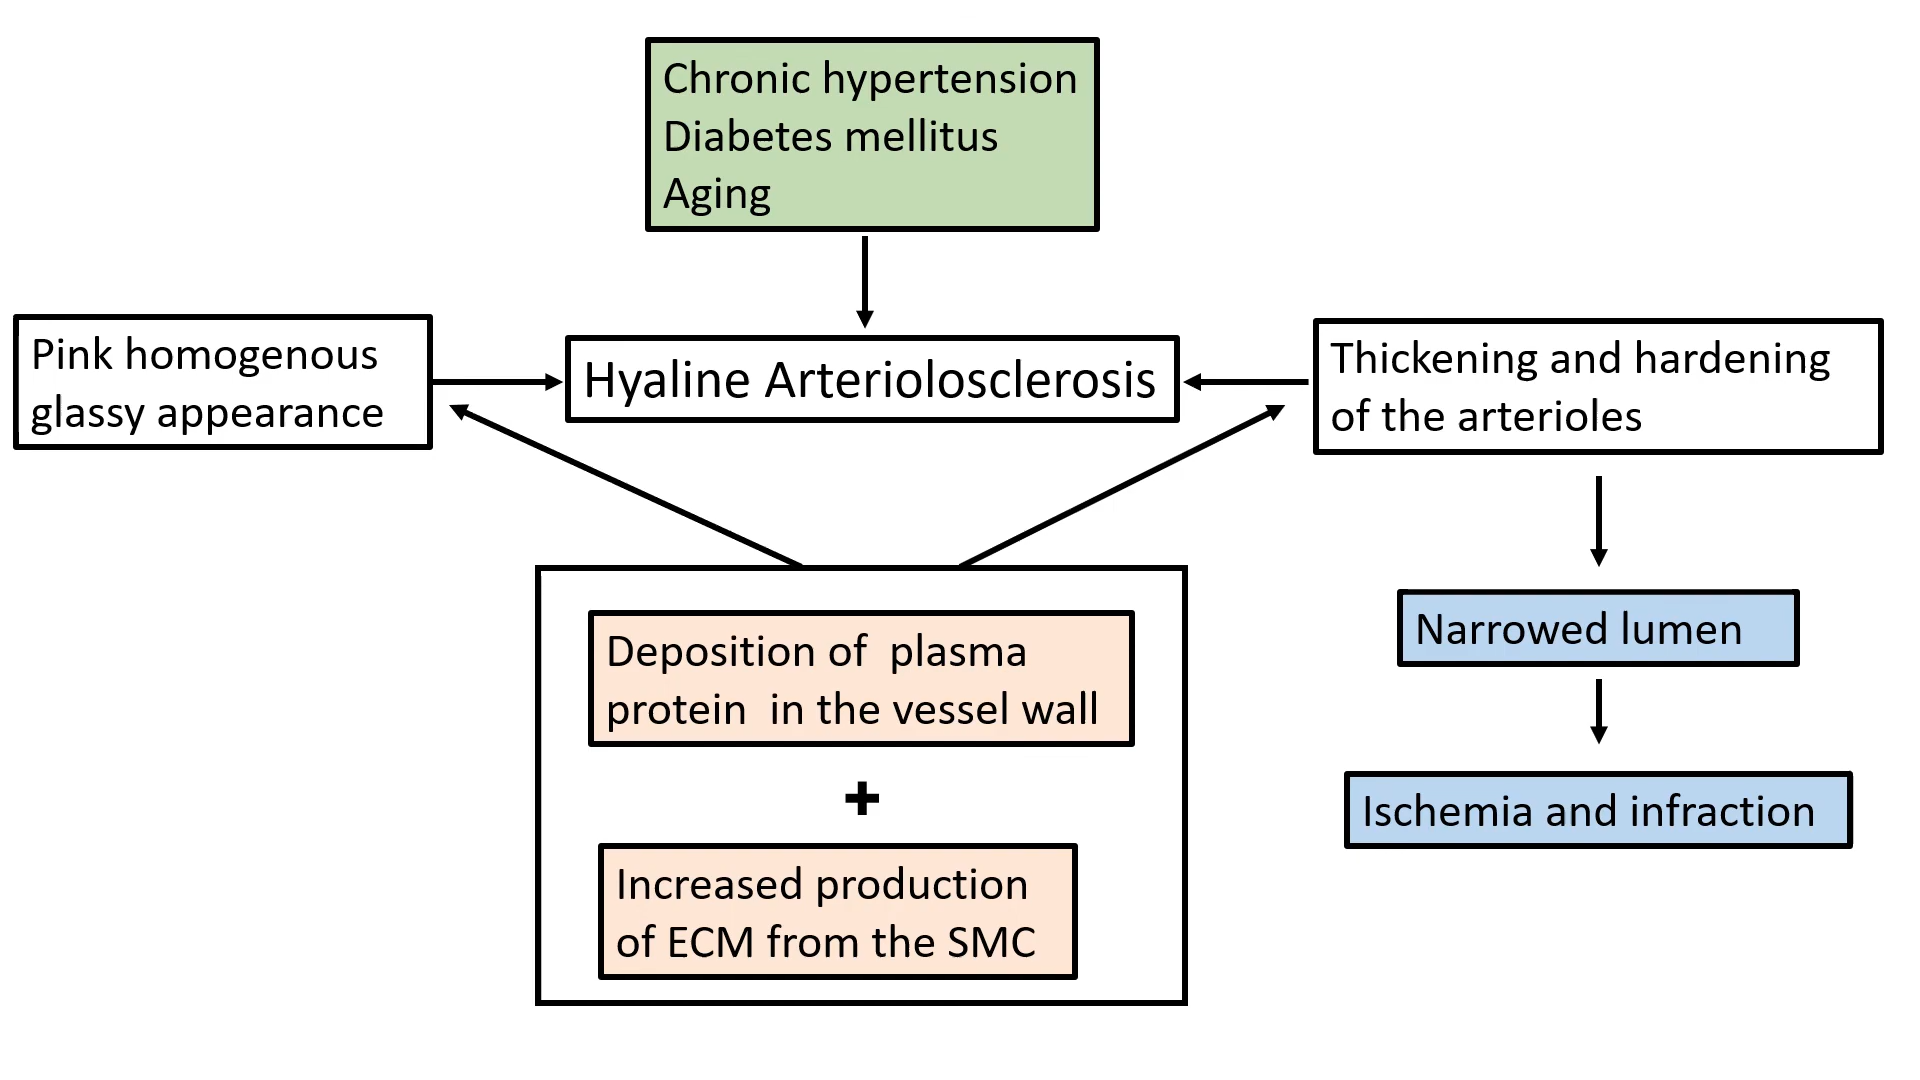 Chronic hypertension
Diabetes mellitus
Aging
Pink homogenous
glassy appearance
Hyaline Arteriolosclerosis
Thickening and hardening
of the arterioles
Deposition of  plasma
protein  in the vessel wall
+
Increased production
of ECM from the SMC
Narrowed lumen
Ischemia and infraction